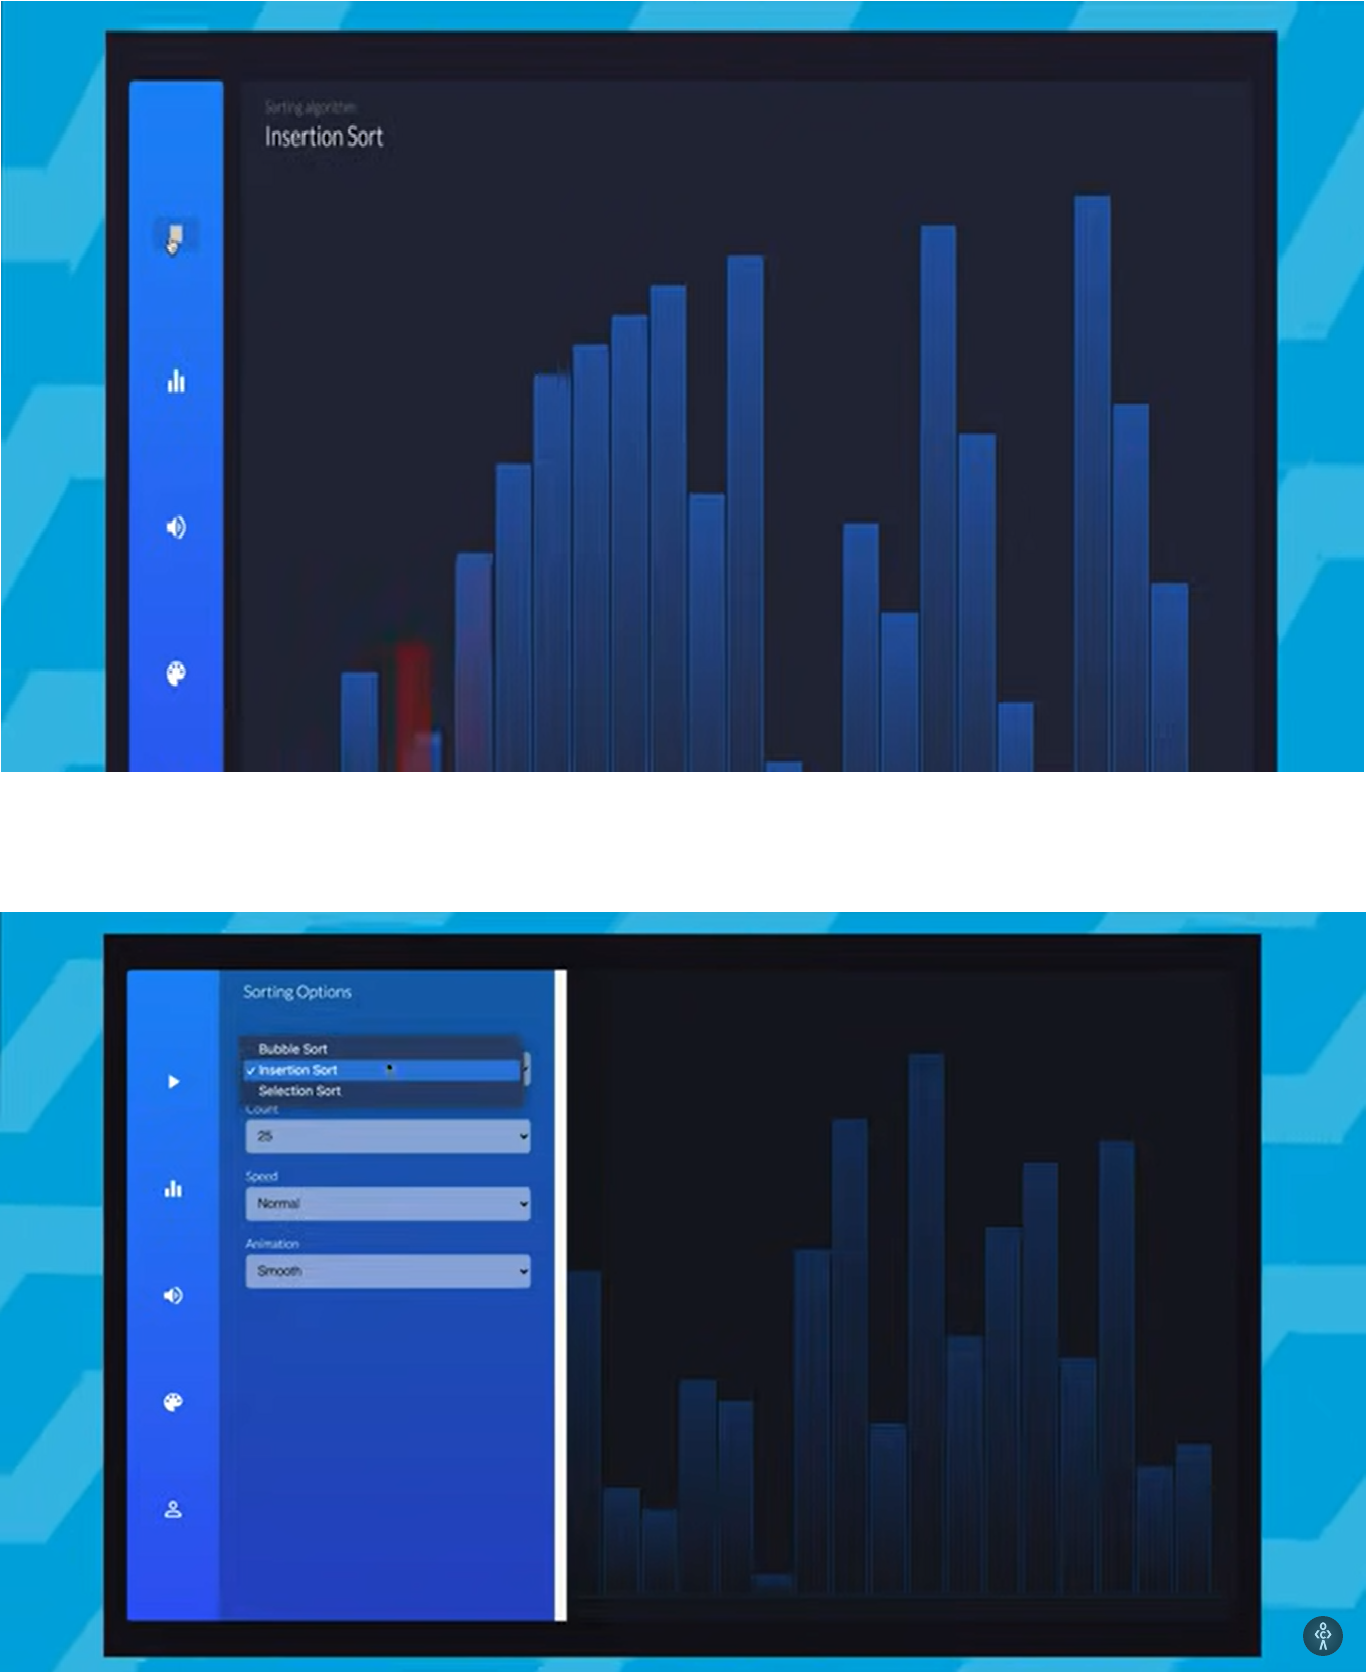 Sorting algorithm
Insertion Sort
Sorting Options
Bubble Sort
✓ Insertion Sort
Selection Sort
Count
25
Speed
Normal
Animation
Smooth